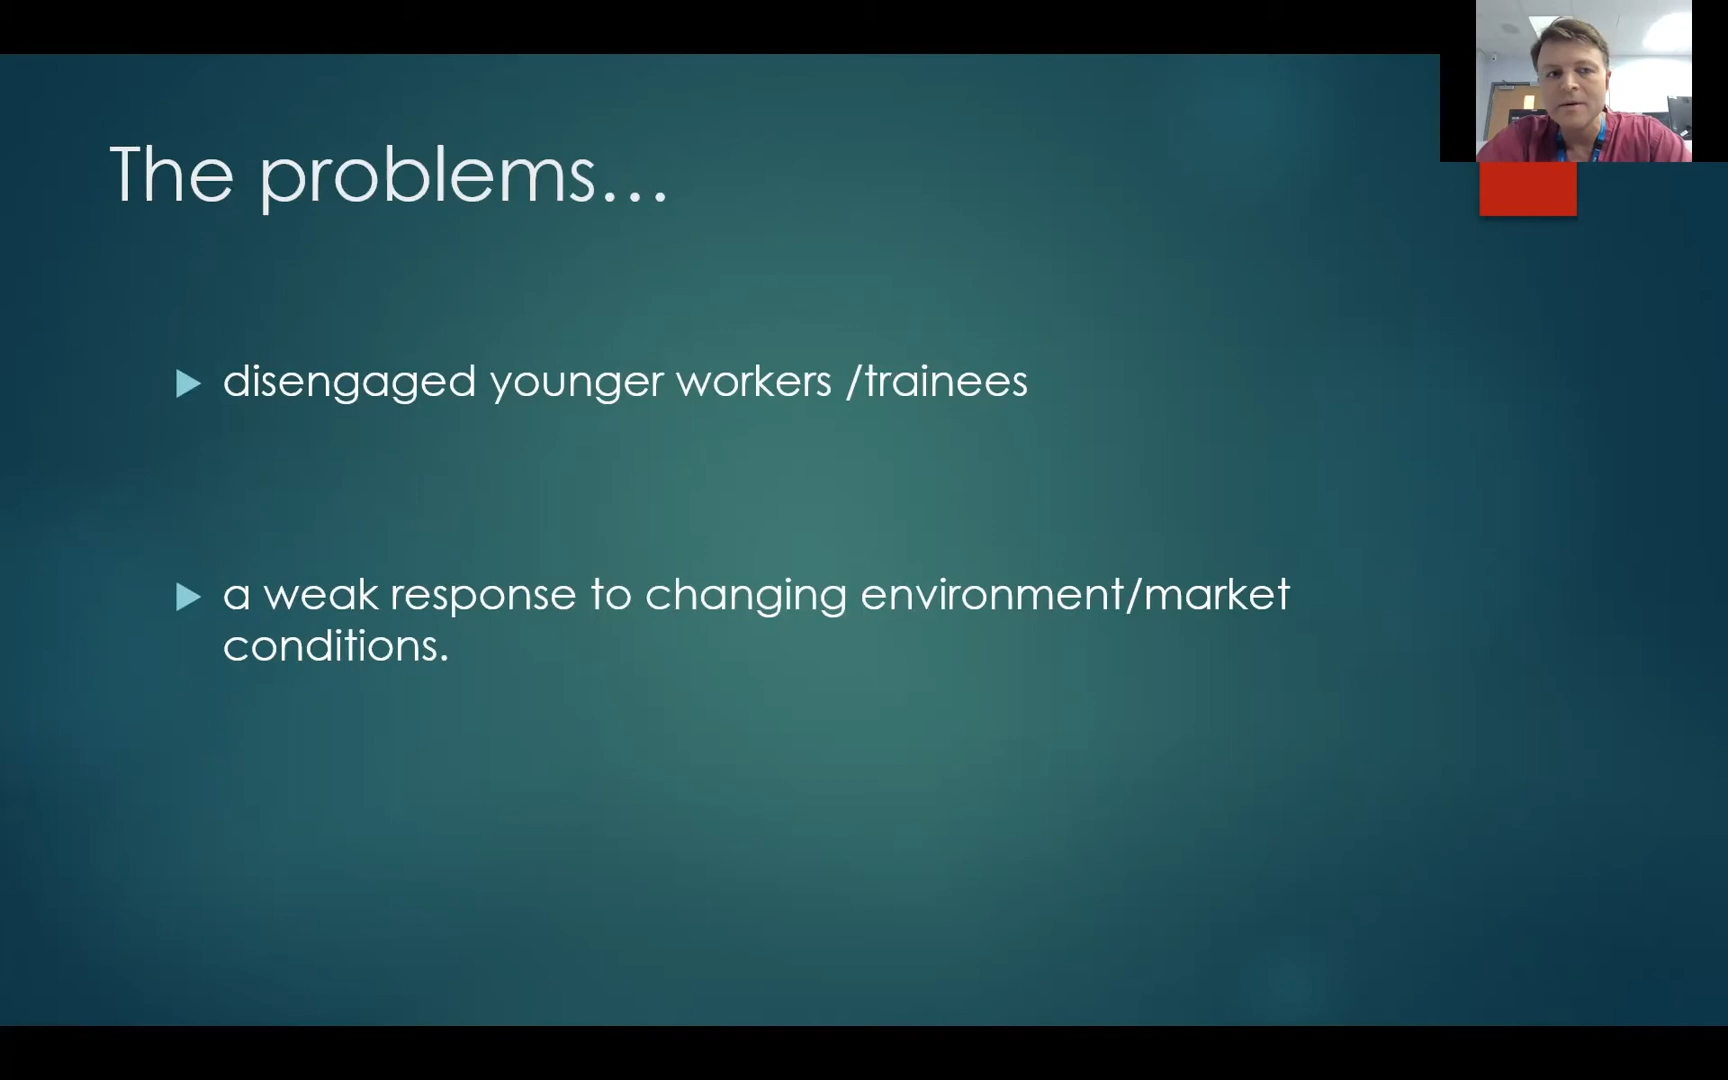 The problems...
disengaged younger workers /trainees
a weak response to changing environment/market
conditions.